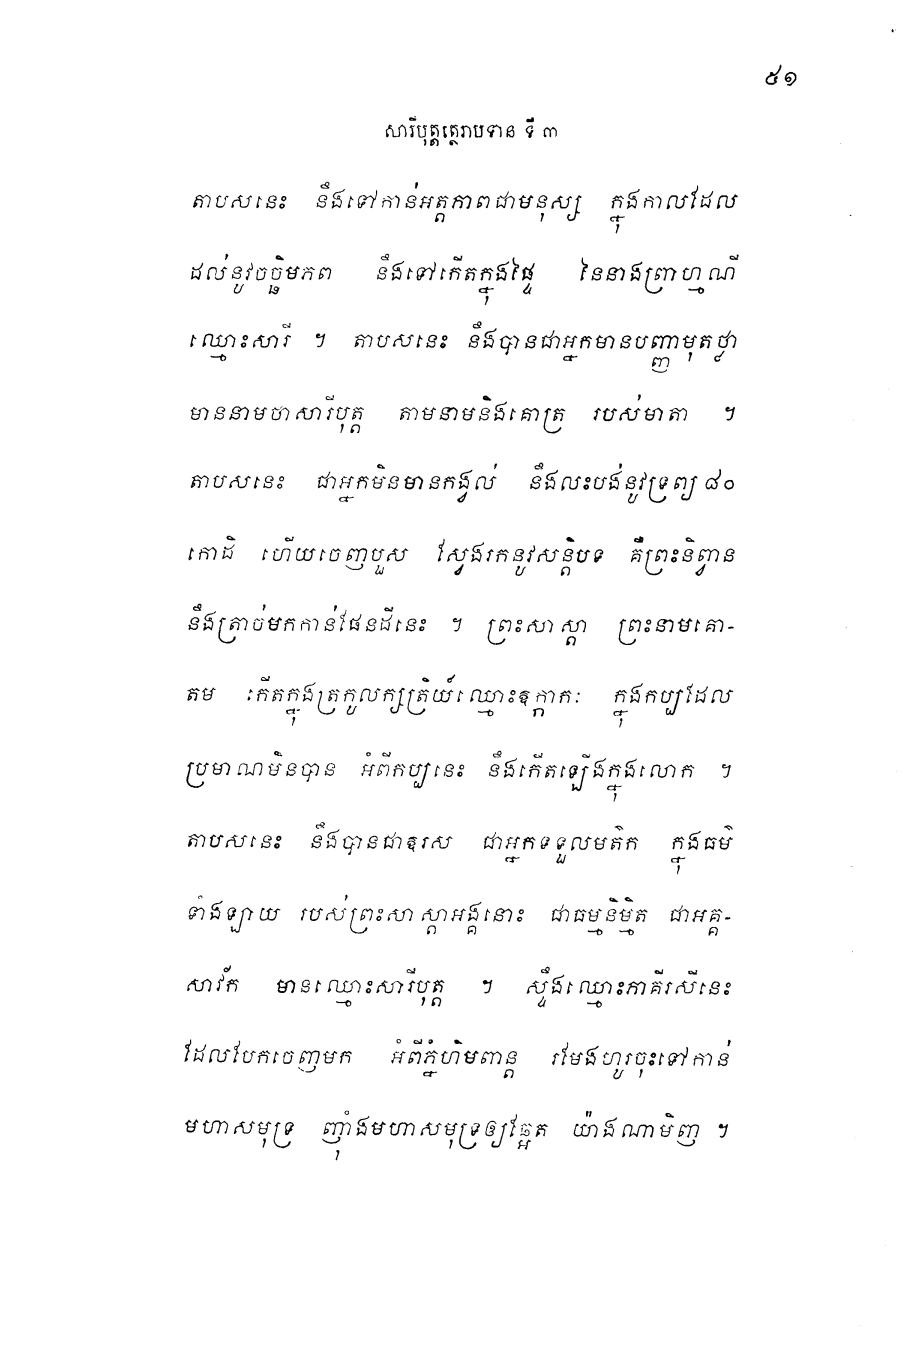 ៥១
សារីបុត្តត្ថេរាបទាន ទី ៣
តាបសនេះ នឹងទៅកាន់អត្តភាពជាមនុស្ស ក្នុងកាលដែល
ដល់នូវចច្ឆិមភព នឹងទៅកើតក្នុងផ្ទៃ នៃនាងព្រាហ្មណី
ឈ្មោះសារី ។ តាបសនេះ នឹងបានជាអ្នកមានបញ្ញាមុតថ្លា
មាននាមថាសារីបុត្ត តាមនាមនិងគោត្រ របស់មាតា ។
តាបសនេះ ជាអ្នកមិនមានកង្វល់ នឹងលះបង់នូវទ្រព្យ ៨០
កោដិ ហើយចេញបួស ស្វែងរកនូវសន្តិបទ គឺព្រះនិព្វាន
នឹងត្រាច់មកកាន់ផែនដីនេះ ។ ព្រះសាស្តា ព្រះនាមគោ-
តម កើតក្នុងត្រកូលក្សត្រិយ៍ឈ្មោះឧក្កាកៈ ក្នុងកប្បដែល
ប្រមាណមិនបាន អំពីកប្បនេះ នឹងកើតឡើងក្នុងលោក ។
តាបសនេះ នឹងបានជាឱរស ជាអ្នកទទួលមតិក ក្នុងធម៌
ទាំងឡាយ របស់ព្រះសាស្តាអង្គនោះ ជាធម្មនិម្មិត ជាអគ្គ-
សាវ័ក មានឈ្មោះសារីបុត្ត ។ ស្ទឹងឈ្មោះភាគីរសីនេះ
ដែលបែកចេញមក អំពីភ្នំហិមពាន្ត រមែងហូរចុះទៅកាន់
មហាសមុទ្រ ញ៉ាំងមហាសមុទ្រឲ្យឆ្អែត យ៉ាងណាមិញ ។